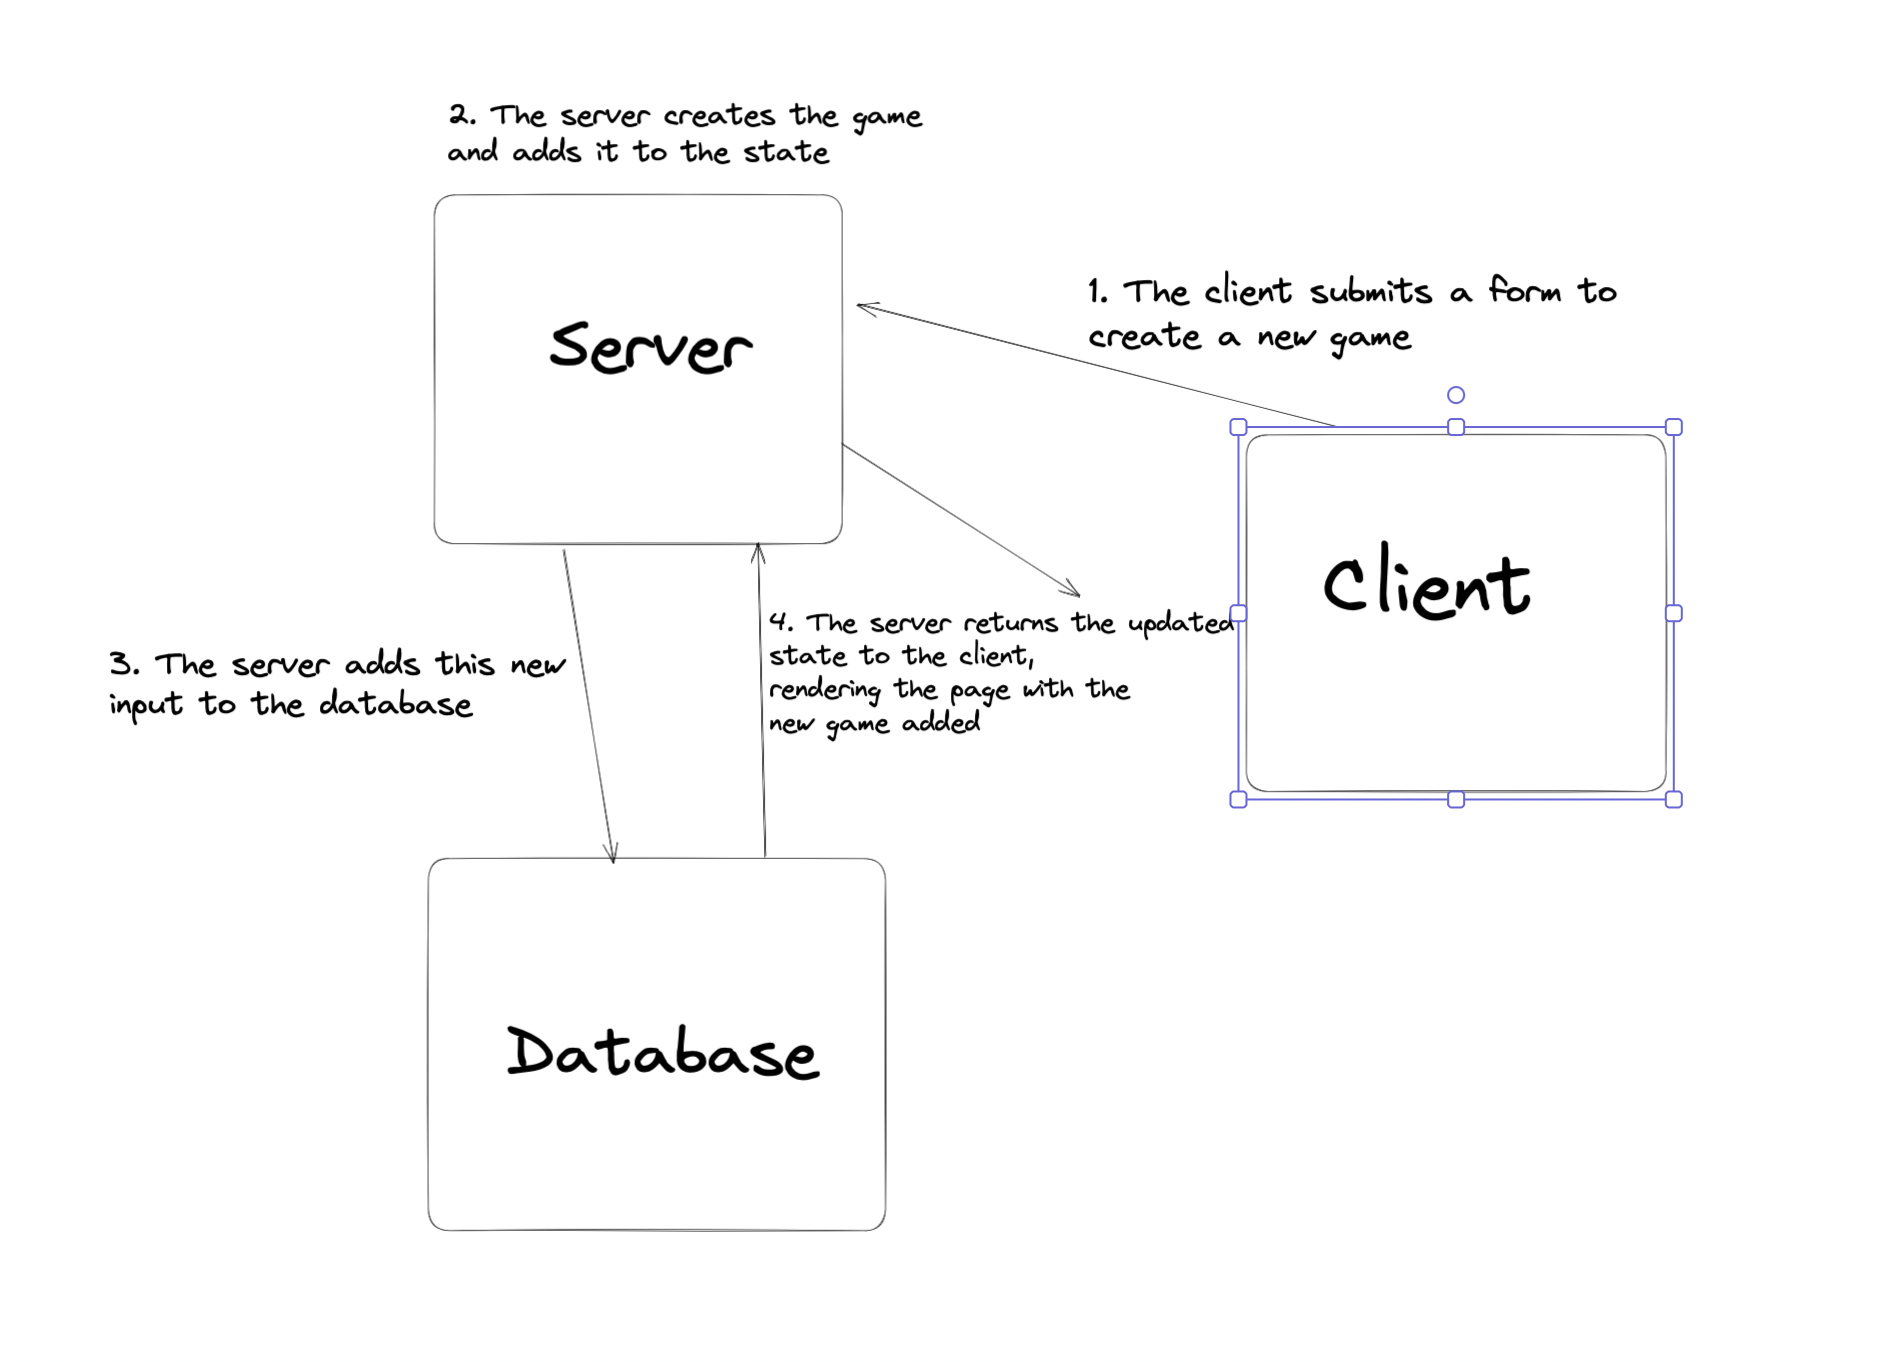 2. The server creates the game
and adds it to the state
Server
1. The client submits a form to
create a new game
Client
3. The server adds this new
input to the database
4. The server returns the updated
state to the client,
rendering the page with the
new game added
Database